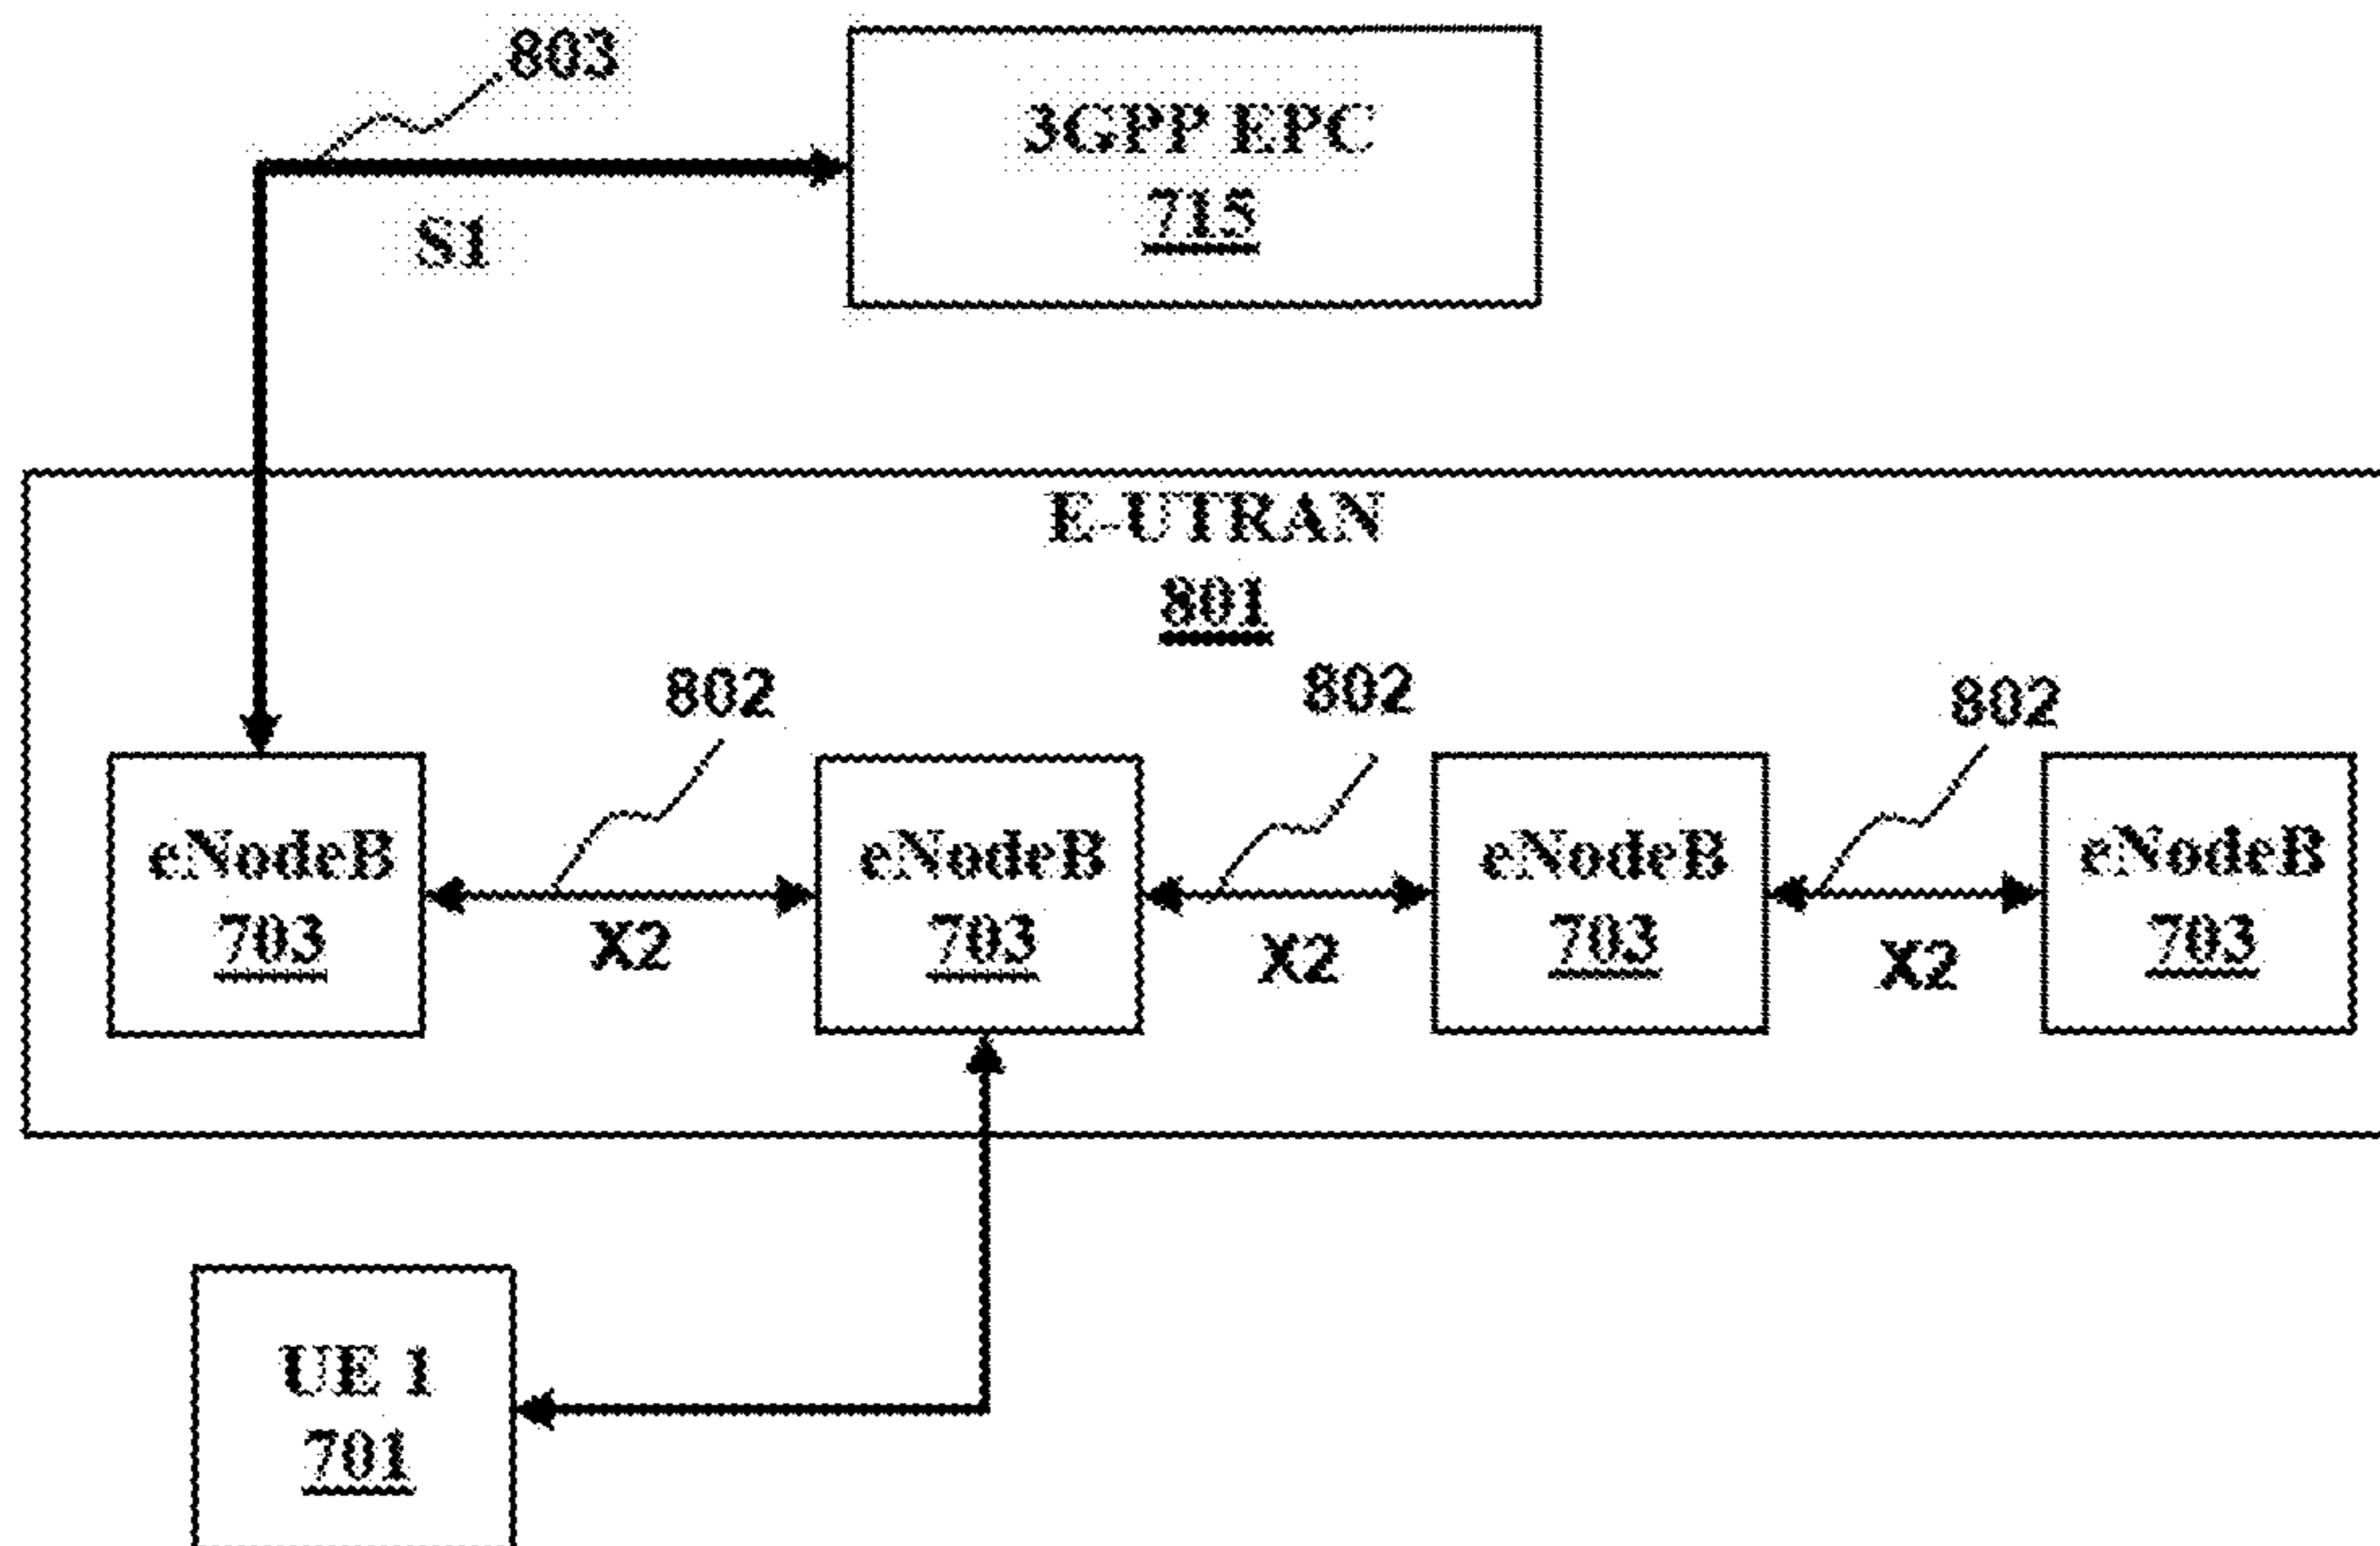 803
3GPP EPC
715
S1
E-UTRAN
801
802
802
802
eNodeB
703
eNodeB
703
eNodeB
703
eNodeB
703
X2
X2
X2
UE 1
701